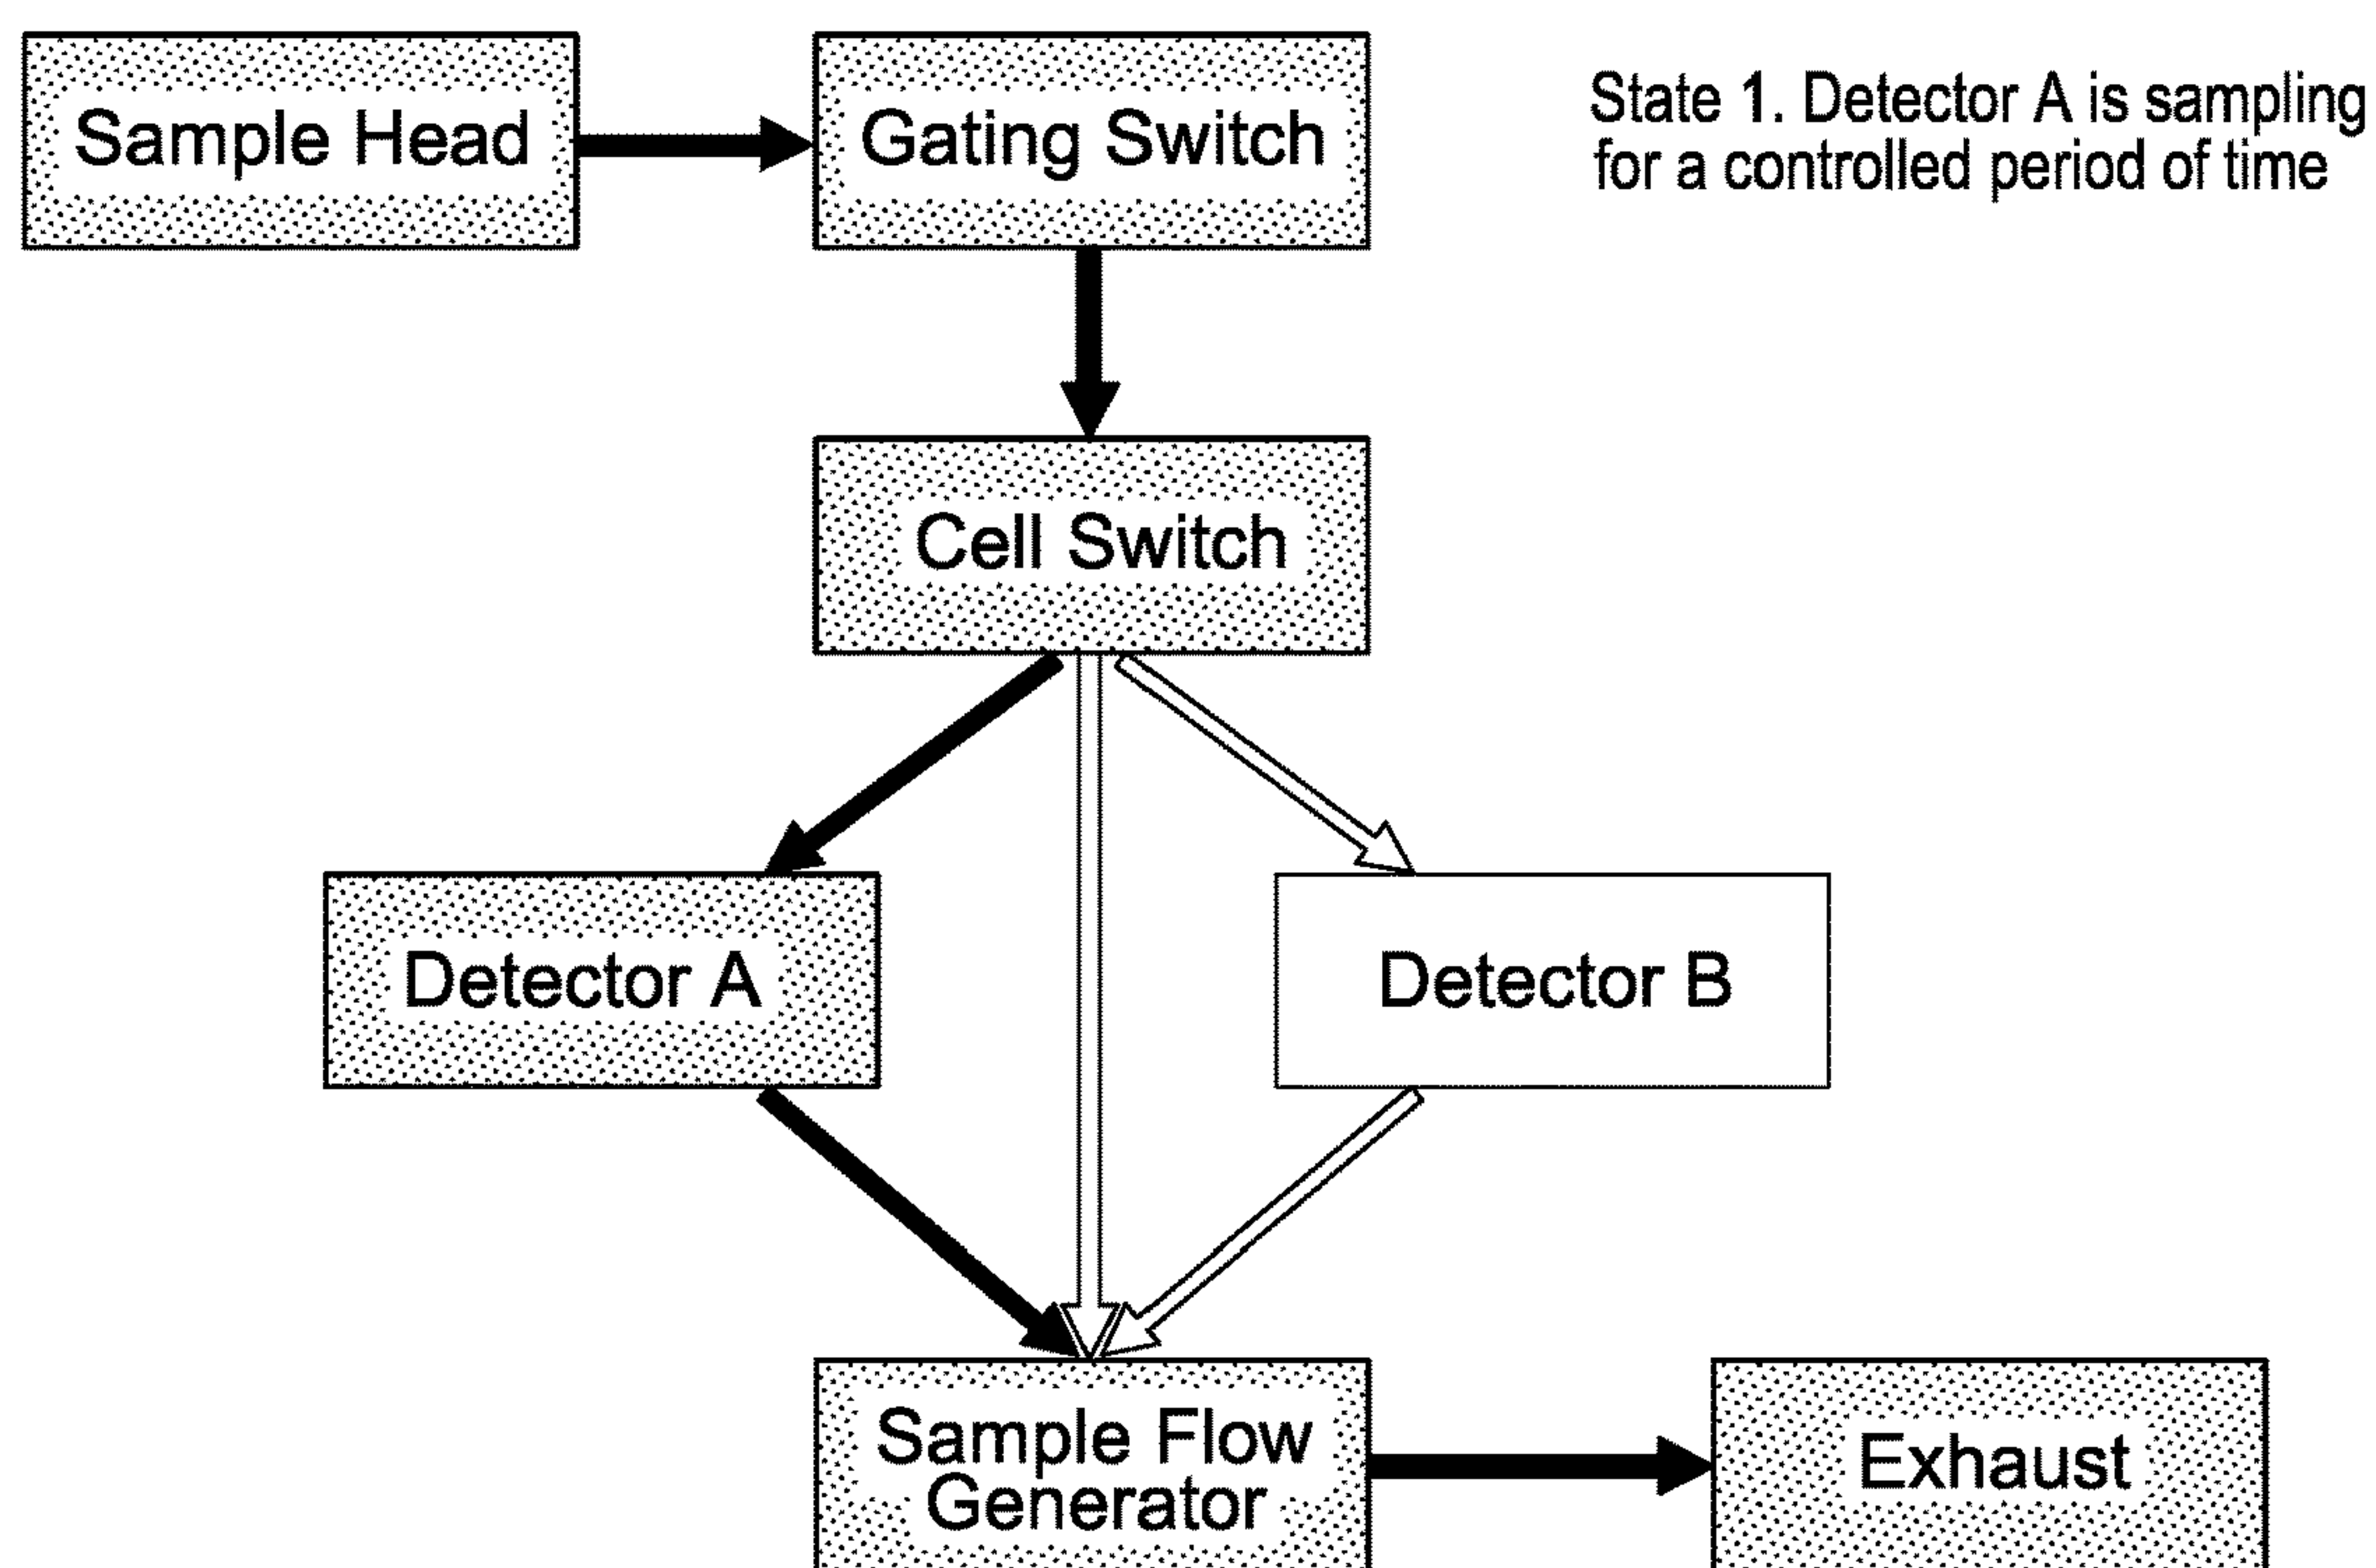 Sample Head
Gating Switch
State 1. Detector A is sampling
for a controlled period of time
Cell Switch
Detector A
Detector B
Sample Flow
Generator
Exhaust